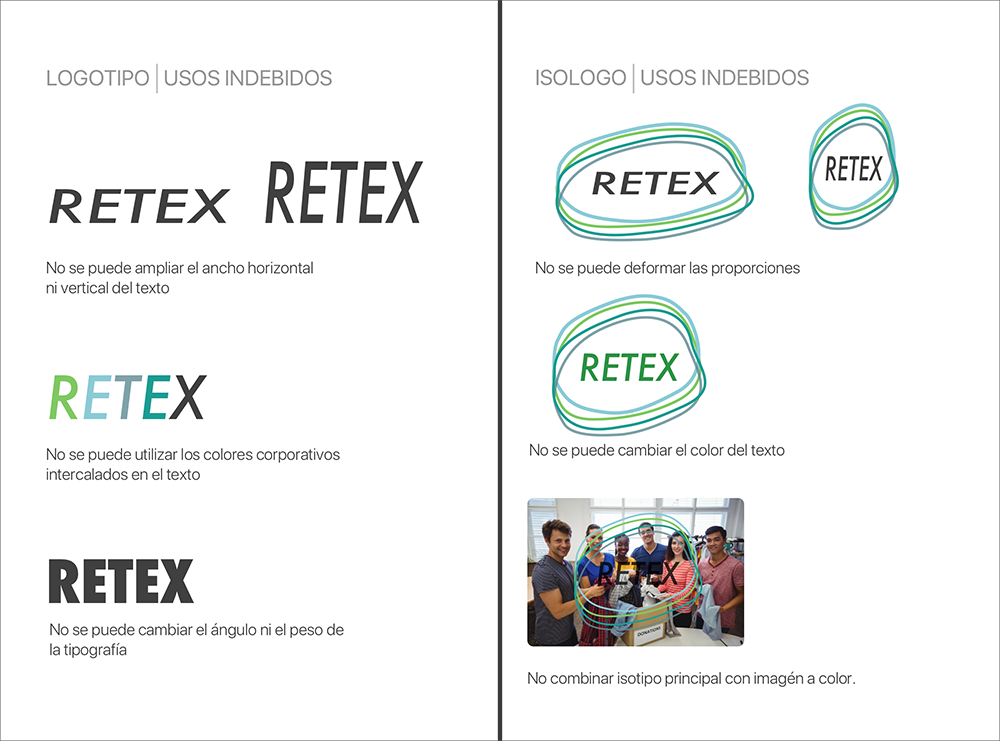 LOGOTIPO | USOS INDEBIDOS
RETEX RETEX
No se puede ampliar el ancho horizontal
ni vertical del texto
RETEX
No se puede utilizar los colores corporativos
intercalados en el texto
RETEX
No se puede cambiar el ángulo ni el peso de
la tipografía
ISOLOGO | USOS INDEBIDOS
RETEX RETEX
No se puede deformar las proporciones
RETEX
No se puede cambiar el color del texto
RETEX
DONATIONS
No combinar isotipo principal con imagén a color.